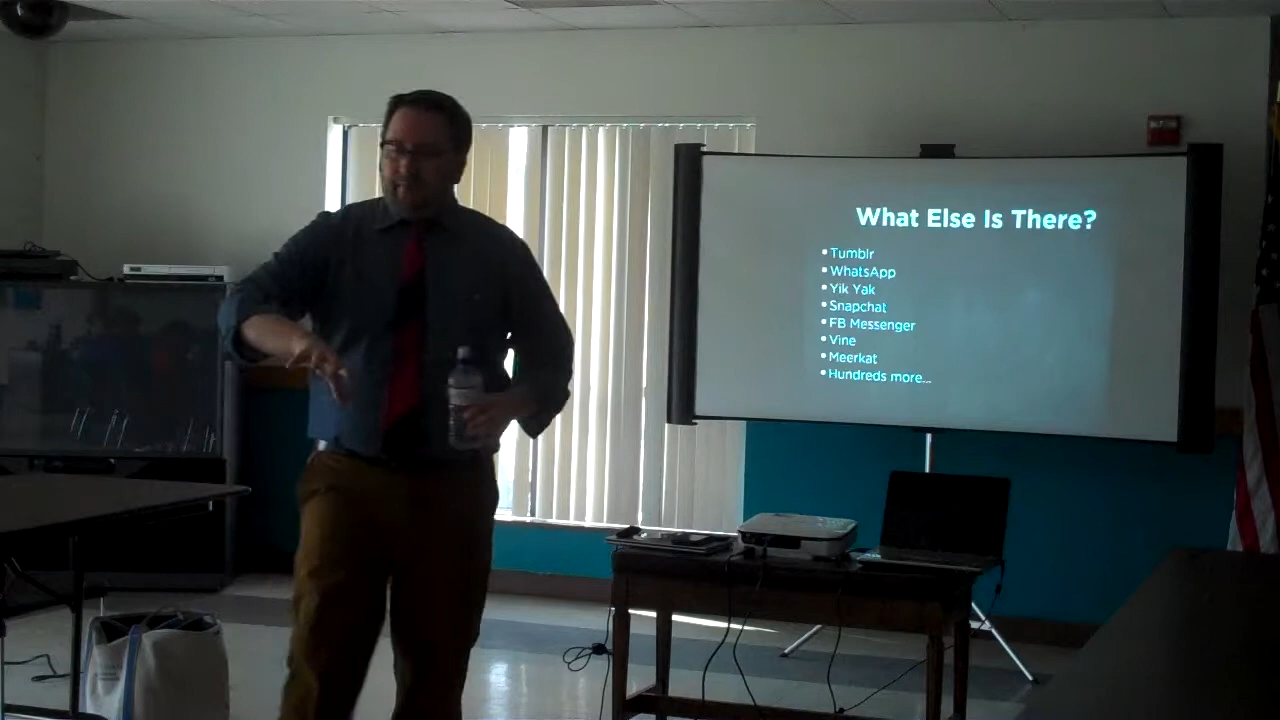 What Else Is There?
• Tumblr
• WhatsApp
• Yik Yak
• Snapchat
• FB Messenger
• Vine
• Meerkat
• Hundreds more...